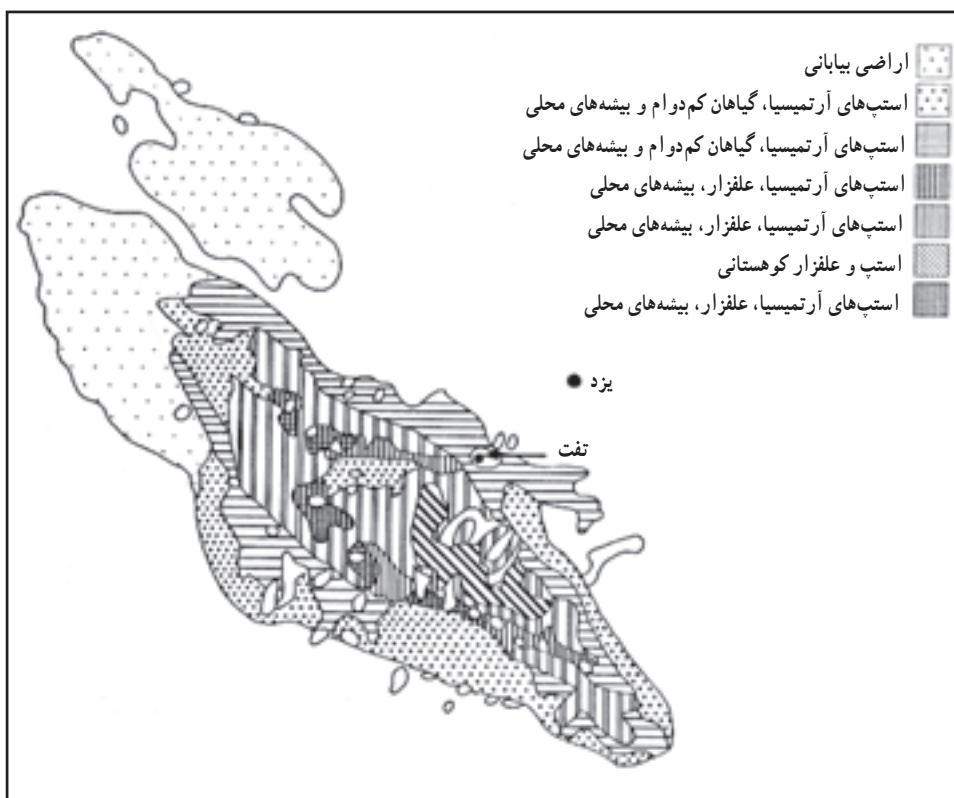 اراضی بیابانی
استپ‌های آرتمیسیا، گیاهان کم‌دوام و بیشه‌های محلی
استپ‌های آرتمیسیا، گیاهان کم‌دوام و بیشه‌های محلی
استپ‌های آرتمیسیا، علفزار، بیشه‌های محلی
استپ‌های آرتمیسیا، علفزار، بیشه‌های محلی
استپ و علفزار کوهستانی
استپ‌های آرتمیسیا، علفزار، بیشه‌های محلی
یزد
تفت